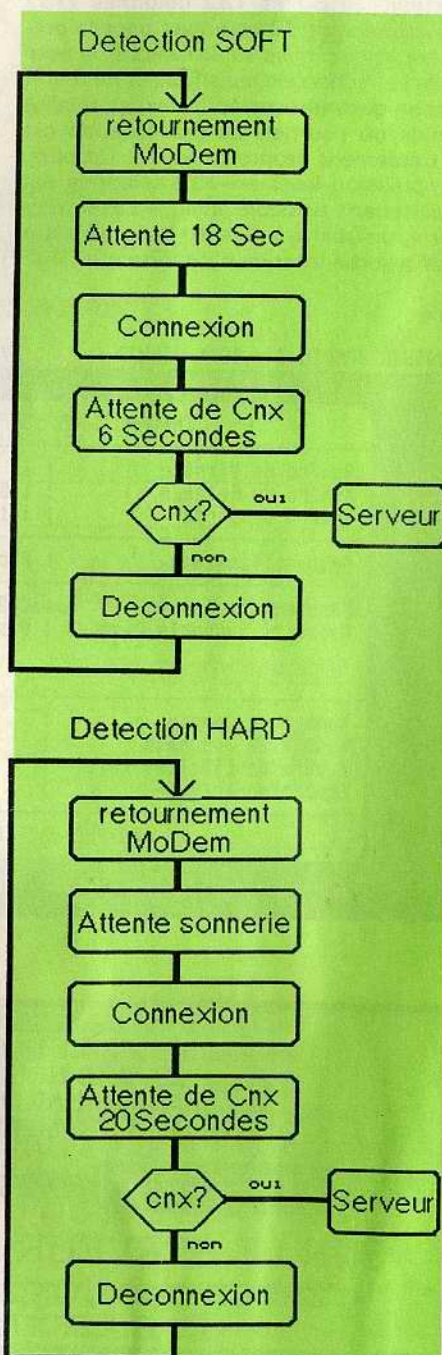 Detection SOFT
retournement
MoDem
Attente 18 Sec
Connexion
Attente de Cnx
6 Secondes
cnx?
oui
Serveur
non
Deconnexion
Detection HARD
retournement
MoDem
Attente sonnerie
Connexion
Attente de Cnx
20Secondes
cnx?
oui
Serveur
non
Deconnexion